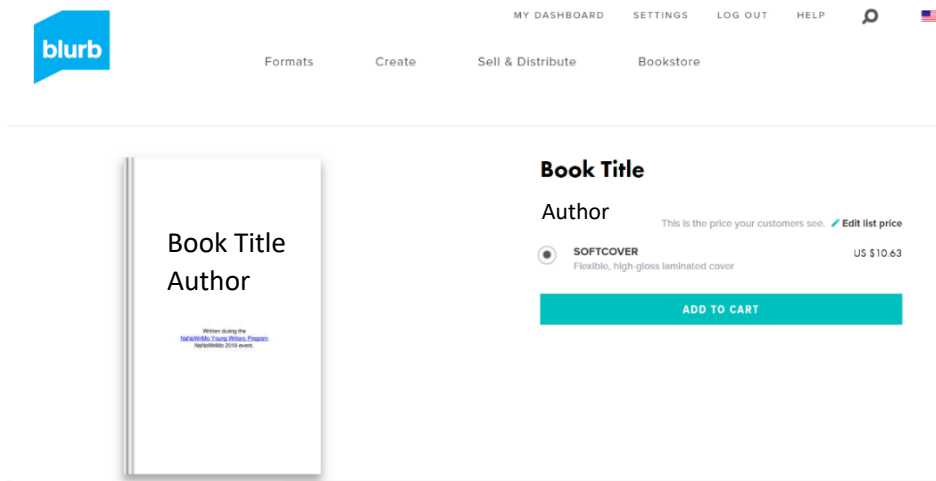 MY DASHBOARD SETTINGS LOG OUT HELP
blurb
Formats Create Sell & Distribute Bookstore
Book Title
Author
This is the price your customers see. Edit list price
SOFTCOVER US $10.63
Flexible, high-gloss laminated cover
ADD TO CART
Book Title
Author
Written during the
NaNoWriMo Young Writers Program
NaNoWriMo 2018 event.